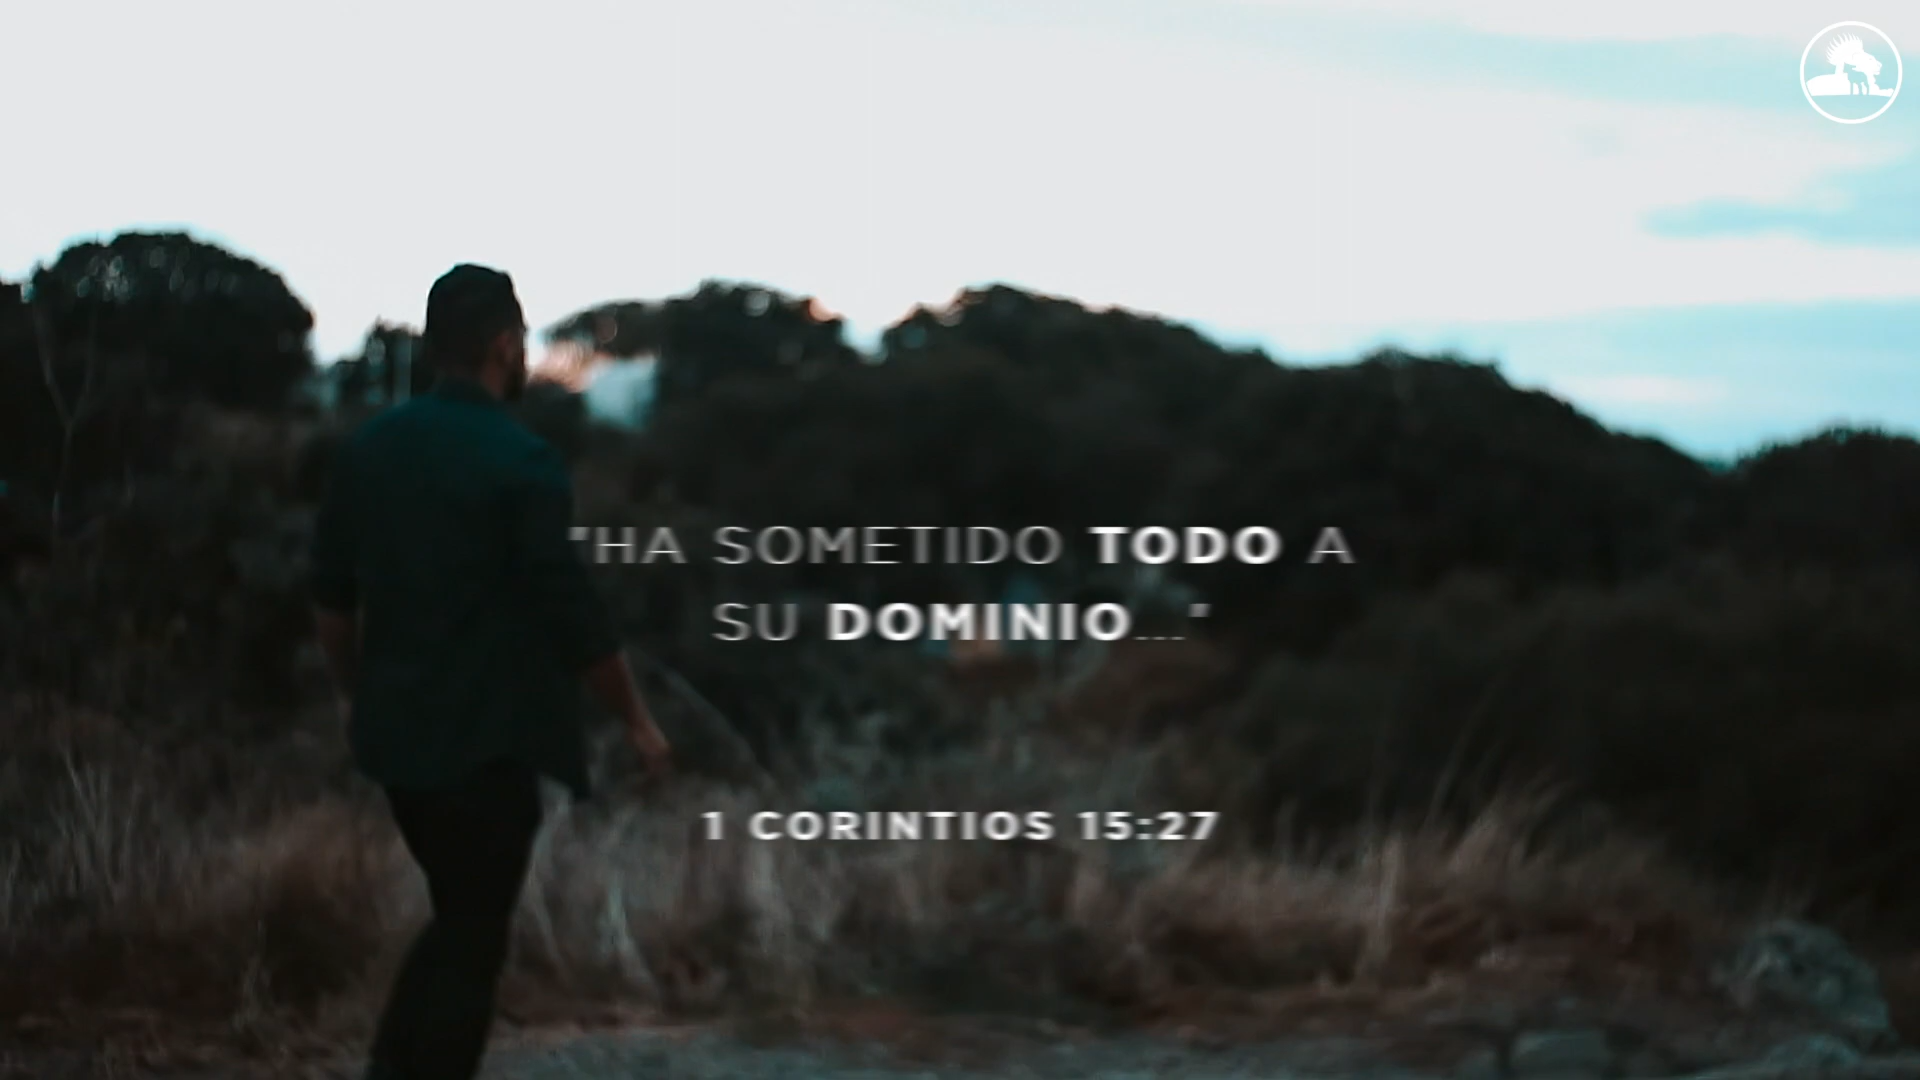 "HA SOMETIDO TODO A
SU DOMINIO..."
1 CORINTIOS 15:27